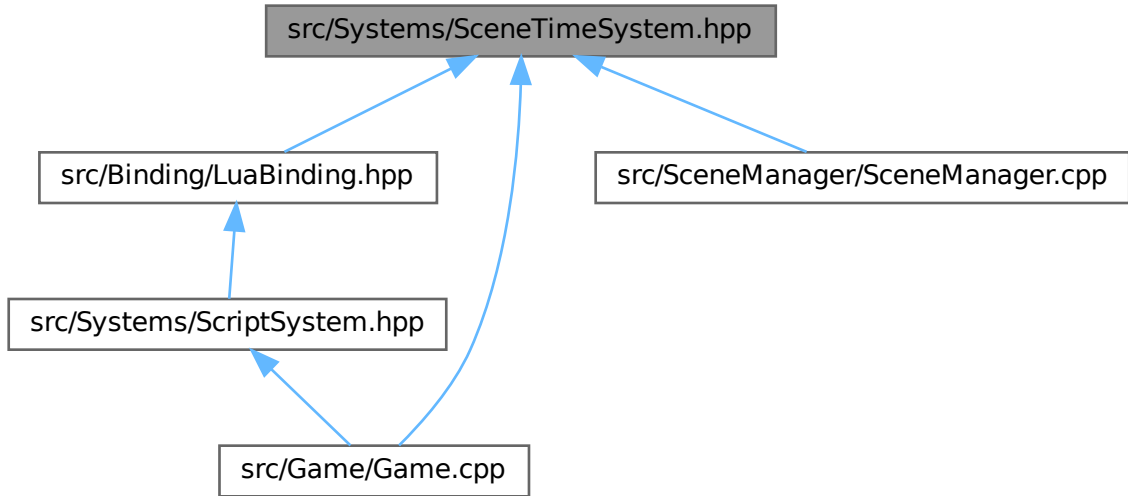 src/Systems/SceneTimeSystem.hpp
src/Binding/LuaBinding.hpp
src/SceneManager/SceneManager.cpp
src/Systems/ScriptSystem.hpp
src/Game/Game.cpp